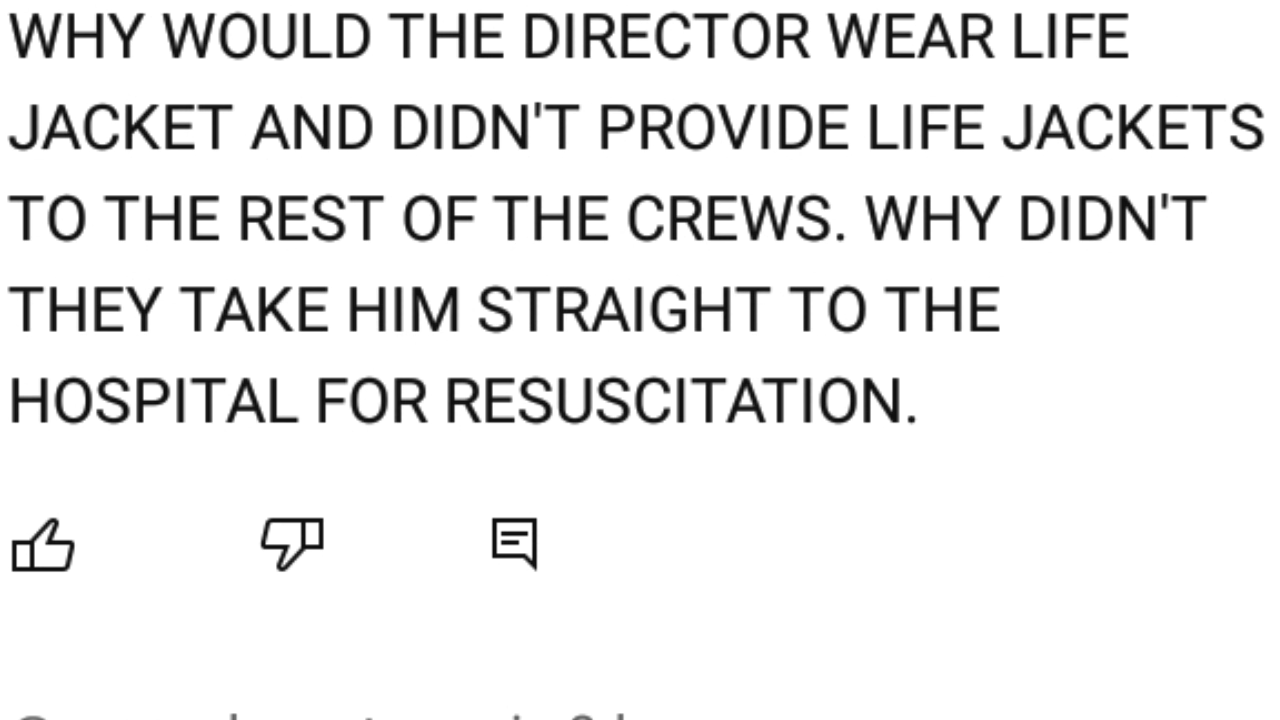 WHY WOULD THE DIRECTOR WEAR LIFE
JACKET AND DIDN'T PROVIDE LIFE JACKETS
TO THE REST OF THE CREWS. WHY DIDN'T
THEY TAKE HIM STRAIGHT TO THE
HOSPITAL FOR RESUSCITATION.